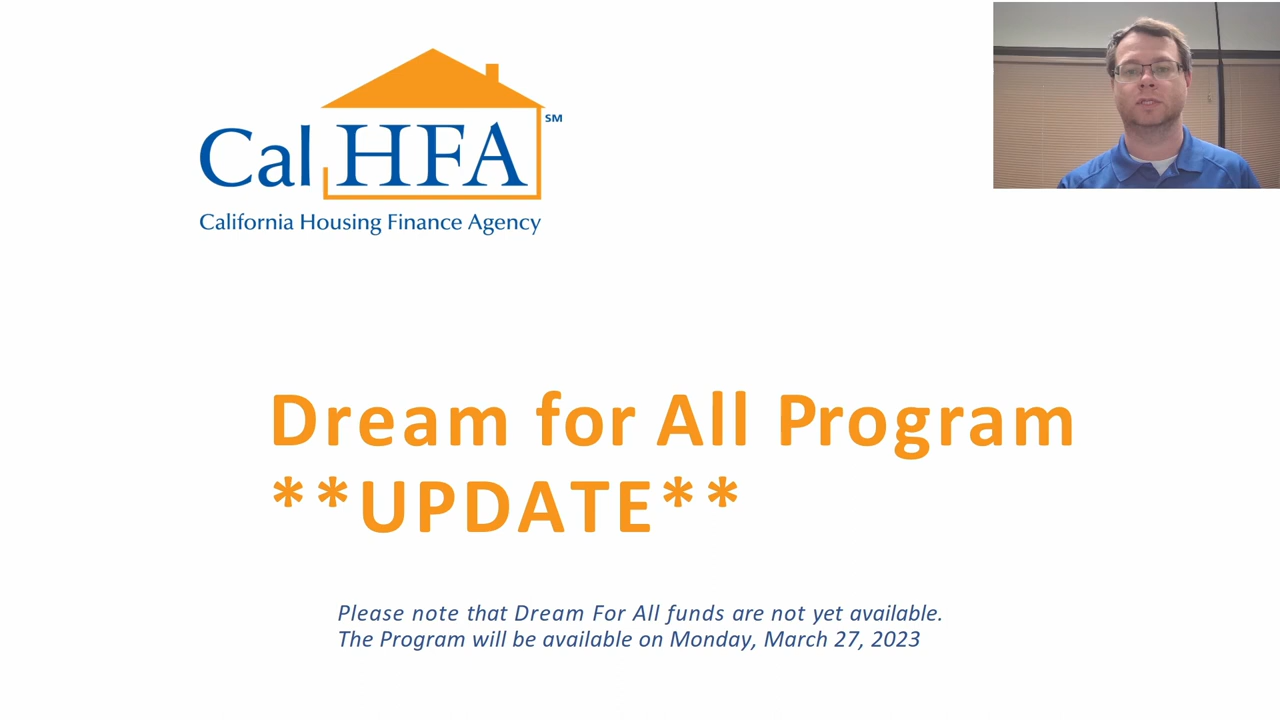 Cal HFA SM
California Housing Finance Agency
Dream for All Program
**UPDATE**
Please note that Dream For All funds are not yet available.
The Program will be available on Monday, March 27, 2023